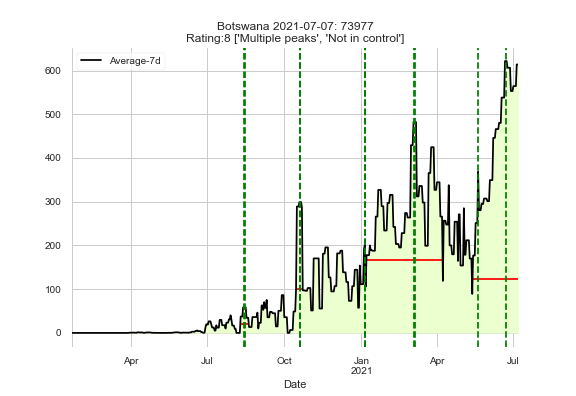 Botswana 2021-07-07: 73977
Rating:8 ['Multiple peaks', 'Not in control']
Average-7d
600
500
400
300
200
100
0
Apr Jul Oct Jan Apr Jul
2021
Date